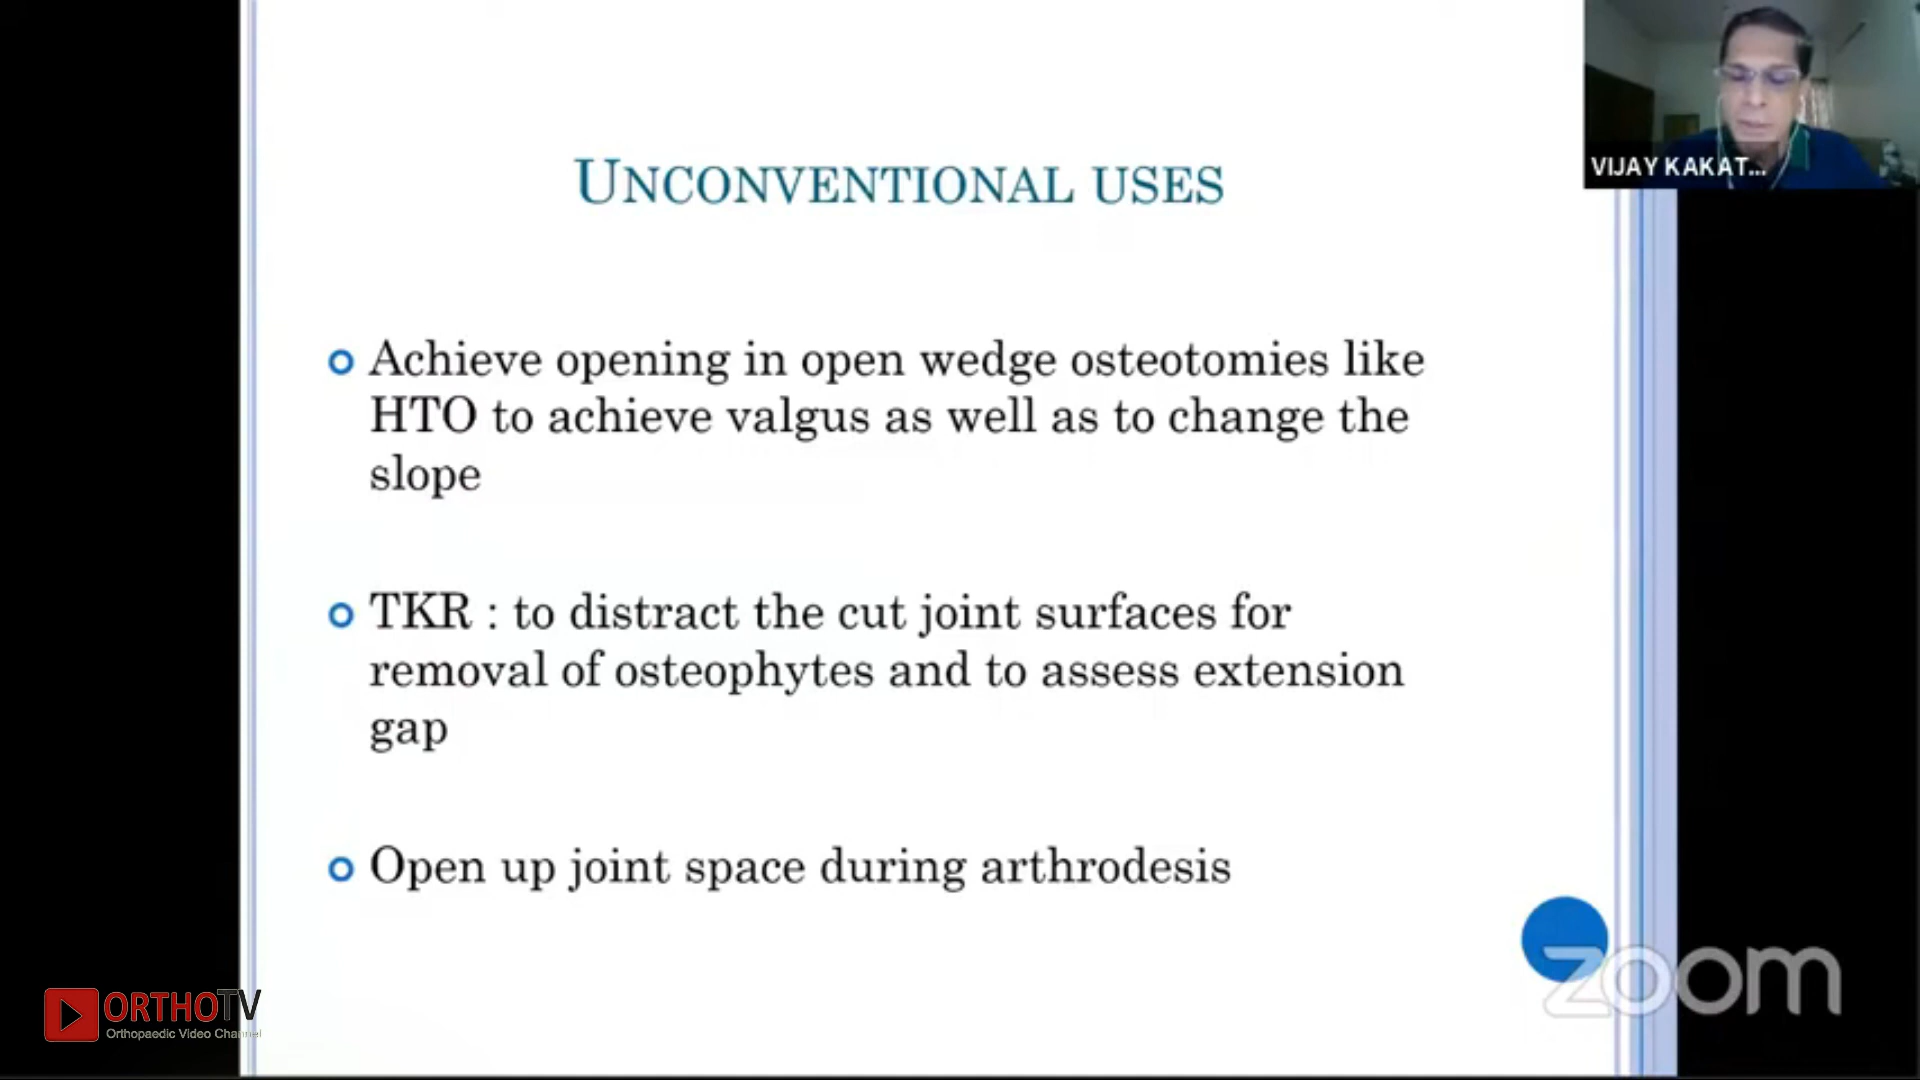 UNCONVENTIONAL USES
VIJAY KAKAT...
Achieve opening in open wedge osteotomies like
HTO to achieve valgus as well as to change the
slope
TKR : to distract the cut joint surfaces for
removal of osteophytes and to assess extension
gap
Open up joint space during arthrodesis
zoom
ORTHOTV
Orthopaedic Video Channel